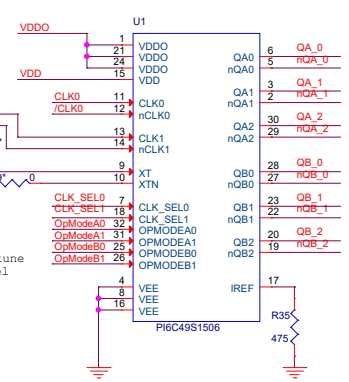 U1
VDDO
1 VDDO
21 VDDO
24 VDDO
VDD 15 VDD
CLK0 11 CLK0
/CLK0 12 nCLK0
13 CLK1
14 nCLK1
9 XT
0 10 XTN
CLK_SEL0 7 CLK_SEL0
CLK_SEL1 18 CLK_SEL1
OpModeA0 32 OPMODEA0
OpModeA1 31 OPMODEA1
OpModeB0 25 OPMODEB0
OpModeB1 26 OPMODEB1
4 VEE
8 VEE
16 VEE
QA0 6 QA_0
nQA0 5 nQA_0
QA1 3 QA_1
nQA1 2 nQA_1
QA2 30 QA_2
nQA2 29 nQA_2
QB0 28 QB_0
nQB0 27 nQB_0
QB1 23 QB_1
nQB1 22 nQB_1
QB2 20 QB_2
nQB2 19 nQB_2
IREF 17
R35
475
PI6C49S1506